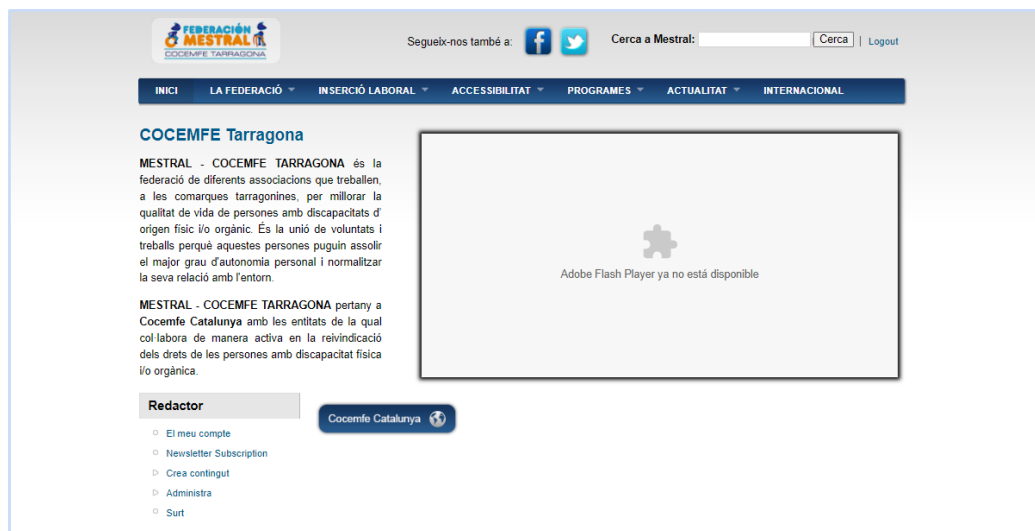 FEDERACIÓN
MESTRAL
COCEMFE TARRAGONA
Segueix-nos també a:
Cerca a Mestral:
Cerca
| Logout
INICI LA FEDERACIÓ INSERCIÓ LABORAL ACCESSIBILITAT PROGRAMES ACTUALITAT INTERNACIONAL
COCEMFE Tarragona
MESTRAL - COCEMFE TARRAGONA és la
federació de diferents associacions que treballen,
a les comarques tarragonines, per millorar la
qualitat de vida de persones amb discapacitats d'
origen físic i/o orgànic. És la unió de voluntats i
treballs perquè aquestes persones puguin assolir
el major grau d'autonomia personal i normalitzar
la seva relació amb l'entorn.
MESTRAL - COCEMFE TARRAGONA pertany a
Cocemfe Catalunya amb les entitats de la qual
col·labora de manera activa en la reivindicació
dels drets de les persones amb discapacitat física
i/o orgànica.
Adobe Flash Player ya no está disponible
Redactor
El meu compte
Newsletter Subscription
Crea contingut
Administra
Surt
Cocemfe Catalunya